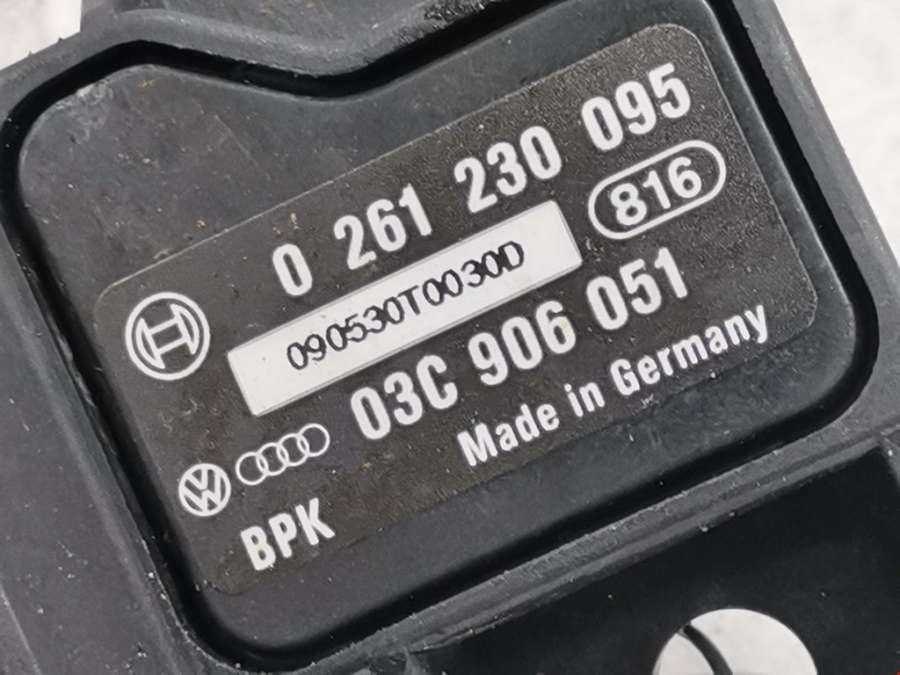 0 261 230 095
816
090530T0030D
03C 906 051
Made in Germany
BPK